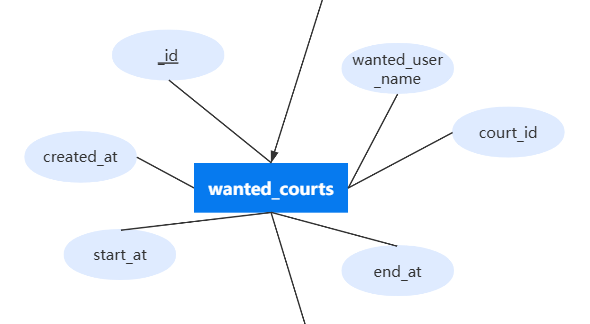 _id
wanted_user
_name
court_id
created_at
wanted_courts
start_at
end_at